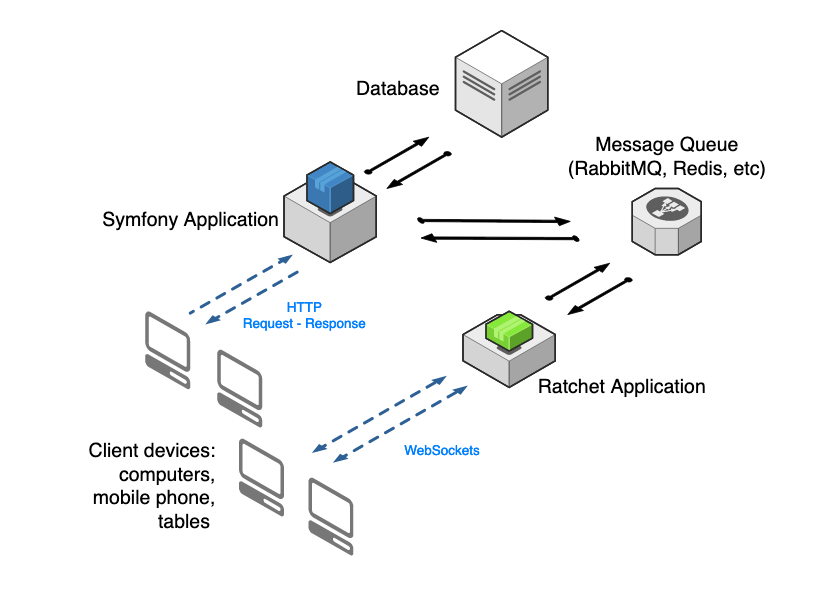 Database
Message Queue
(RabbitMQ, Redis, etc)
Symfony Application
HTTP
Request - Response
Ratchet Application
WebSockets
Client devices:
computers,
mobile phone,
tables